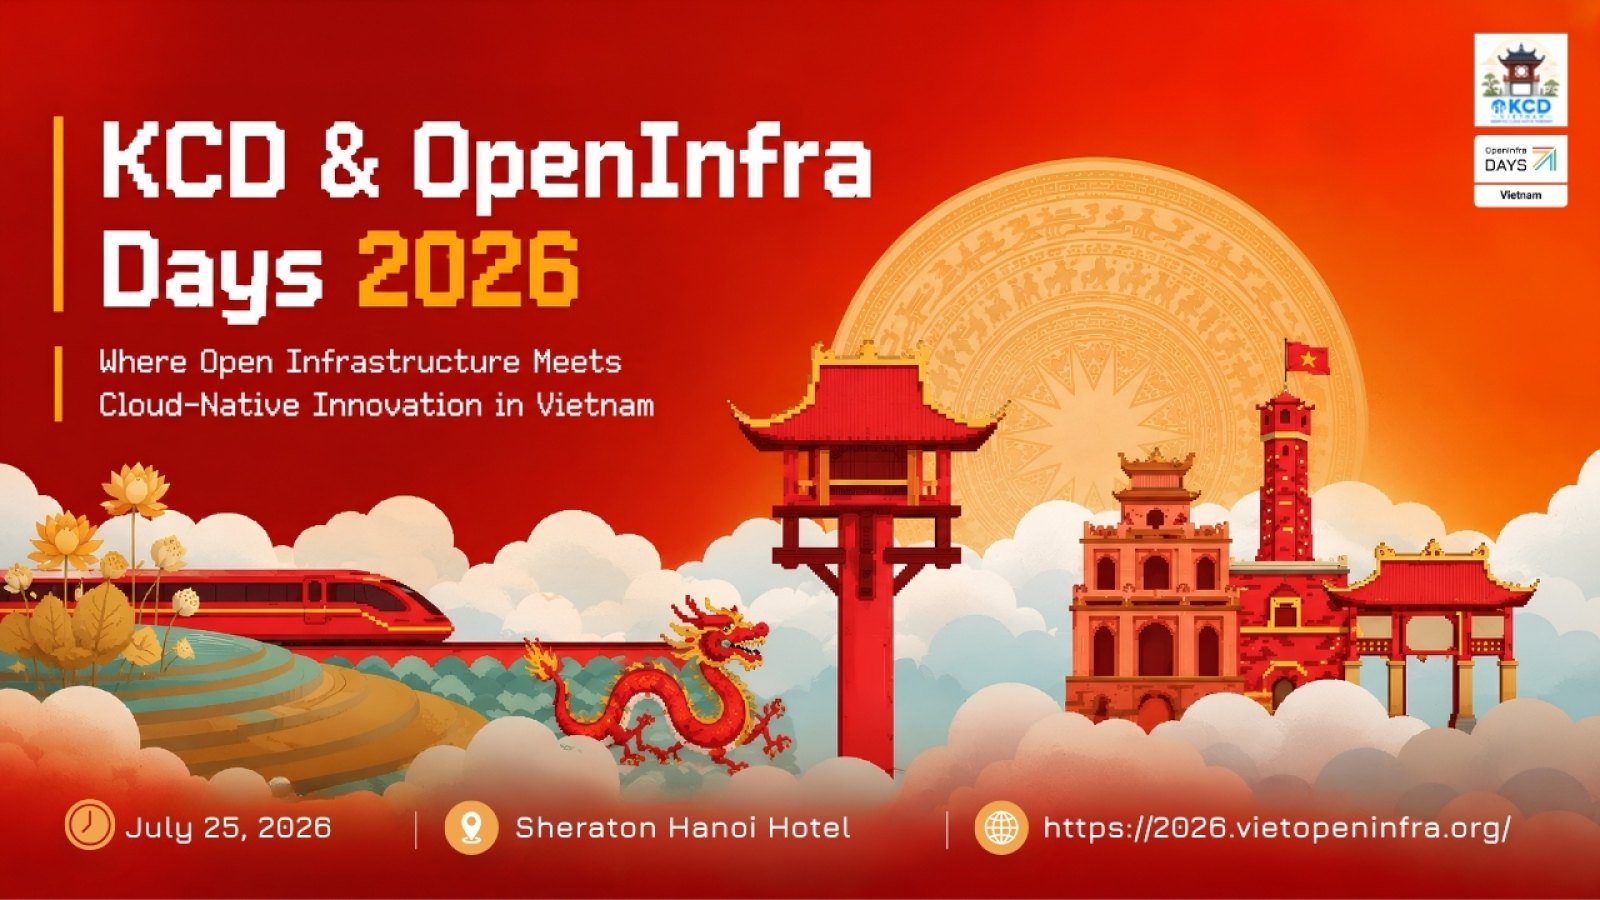 KCD & OpenInfra
Days 2026
Where Open Infrastructure Meets
Cloud-Native Innovation in Vietnam
KCD
VIETNAM
OpenInfra
DAYS
Vietnam
July 25, 2026
Sheraton Hanoi Hotel
https://2026.vietopeninfra.org/